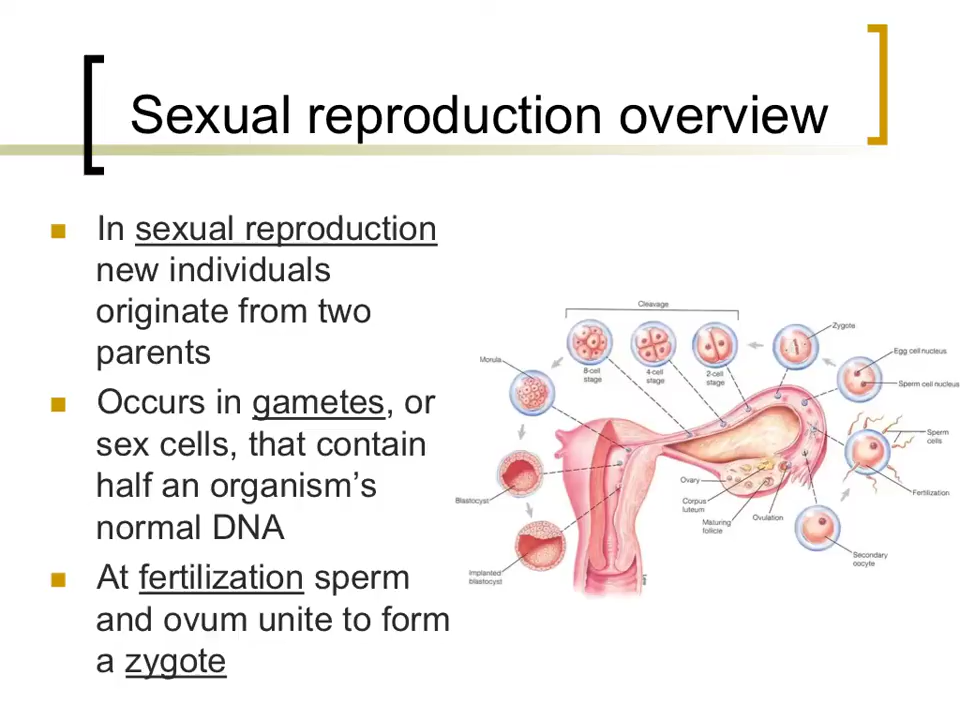 Sexual reproduction overview
In sexual reproduction
new individuals
originate from two
parents
Occurs in gametes, or
sex cells, that contain
half an organism’s
normal DNA
At fertilization sperm
and ovum unite to form
a zygote
Cleavage
Zygote
Egg cell nucleus
Sperm cell nucleus
Morula
8-cell
stage
4-cell
stage
2-cell
stage
Sperm
cells
Fertilization
Blastocyst
Ovary
Corpus
luteum
Maturing
follicle
Ovulation
Secondary
oocyte
Implanted
blastocyst